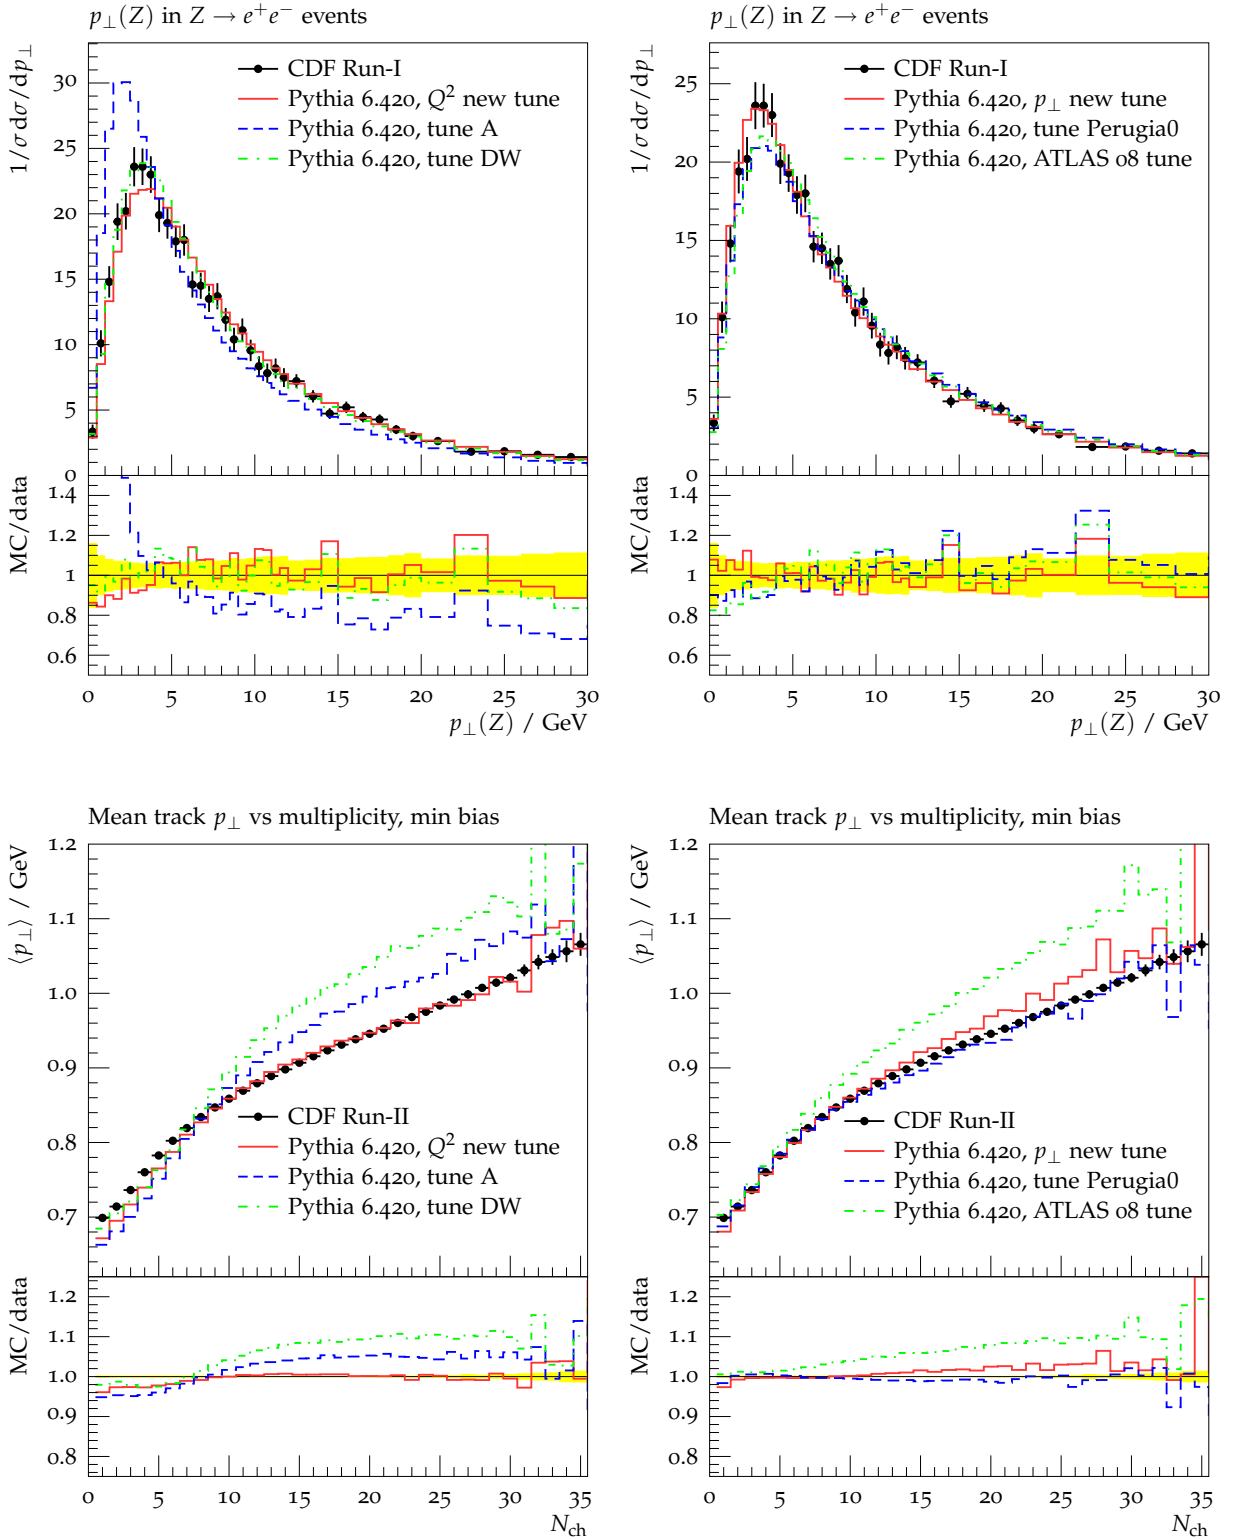 p⊥(Z) in Z → e+e− events
1/σ dσ/dp⊥
30
25
20
15
10
5
0
CDF Run-I
Pythia 6.420, Q² new tune
Pythia 6.420, tune A
Pythia 6.420, tune DW
MC/data
1.4
1.2
1
0.8
0.6
0 5 10 15 20 25 30
p⊥(Z) / GeV
p⊥(Z) in Z → e+e− events
1/σ dσ/dp⊥
25
20
15
10
5
0
CDF Run-I
Pythia 6.420, p⊥ new tune
Pythia 6.420, tune Perugia0
Pythia 6.420, ATLAS 08 tune
MC/data
1.4
1.2
1
0.8
0.6
0 5 10 15 20 25 30
p⊥(Z) / GeV
Mean track p⊥ vs multiplicity, min bias
⟨p⊥⟩ / GeV
1.2
1.1
1.0
0.9
0.8
0.7
CDF Run-II
Pythia 6.420, Q² new tune
Pythia 6.420, tune A
Pythia 6.420, tune DW
MC/data
1.2
1.1
1.0
0.9
0.8
0 5 10 15 20 25 30 35
Nch
Mean track p⊥ vs multiplicity, min bias
⟨p⊥⟩ / GeV
1.2
1.1
1.0
0.9
0.8
0.7
CDF Run-II
Pythia 6.420, p⊥ new tune
Pythia 6.420, tune Perugia0
Pythia 6.420, ATLAS 08 tune
MC/data
1.2
1.1
1.0
0.9
0.8
0 5 10 15 20 25 30 35
Nch